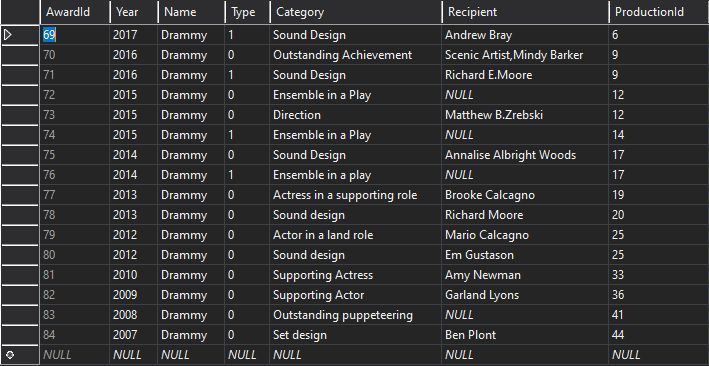 AwardId Year Name Type Category Recipient ProductionId
69 2017 Drammy 1 Sound Design Andrew Bray 6
70 2016 Drammy 0 Outstanding Achievement Scenic Artist,Mindy Barker 9
71 2016 Drammy 1 Sound Design Richard E.Moore 9
72 2015 Drammy 0 Ensemble in a Play NULL 12
73 2015 Drammy 0 Direction Matthew B.Zrebski 12
74 2015 Drammy 1 Ensemble in a Play NULL 14
75 2014 Drammy 0 Sound Design Annalise Albright Woods 17
76 2014 Drammy 1 Ensemble in a play NULL 17
77 2013 Drammy 0 Actress in a supporting role Brooke Calcagno 19
78 2013 Drammy 0 Sound design Richard Moore 20
79 2012 Drammy 0 Actor in a land role Mario Calcagno 25
80 2012 Drammy 0 Sound design Em Gustason 25
81 2010 Drammy 0 Supporting Actress Amy Newman 33
82 2009 Drammy 0 Supporting Actor Garland Lyons 36
83 2008 Drammy 0 Outstanding puppeteering NULL 41
84 2007 Drammy 0 Set design Ben Plont 44
NULL NULL NULL NULL NULL NULL NULL